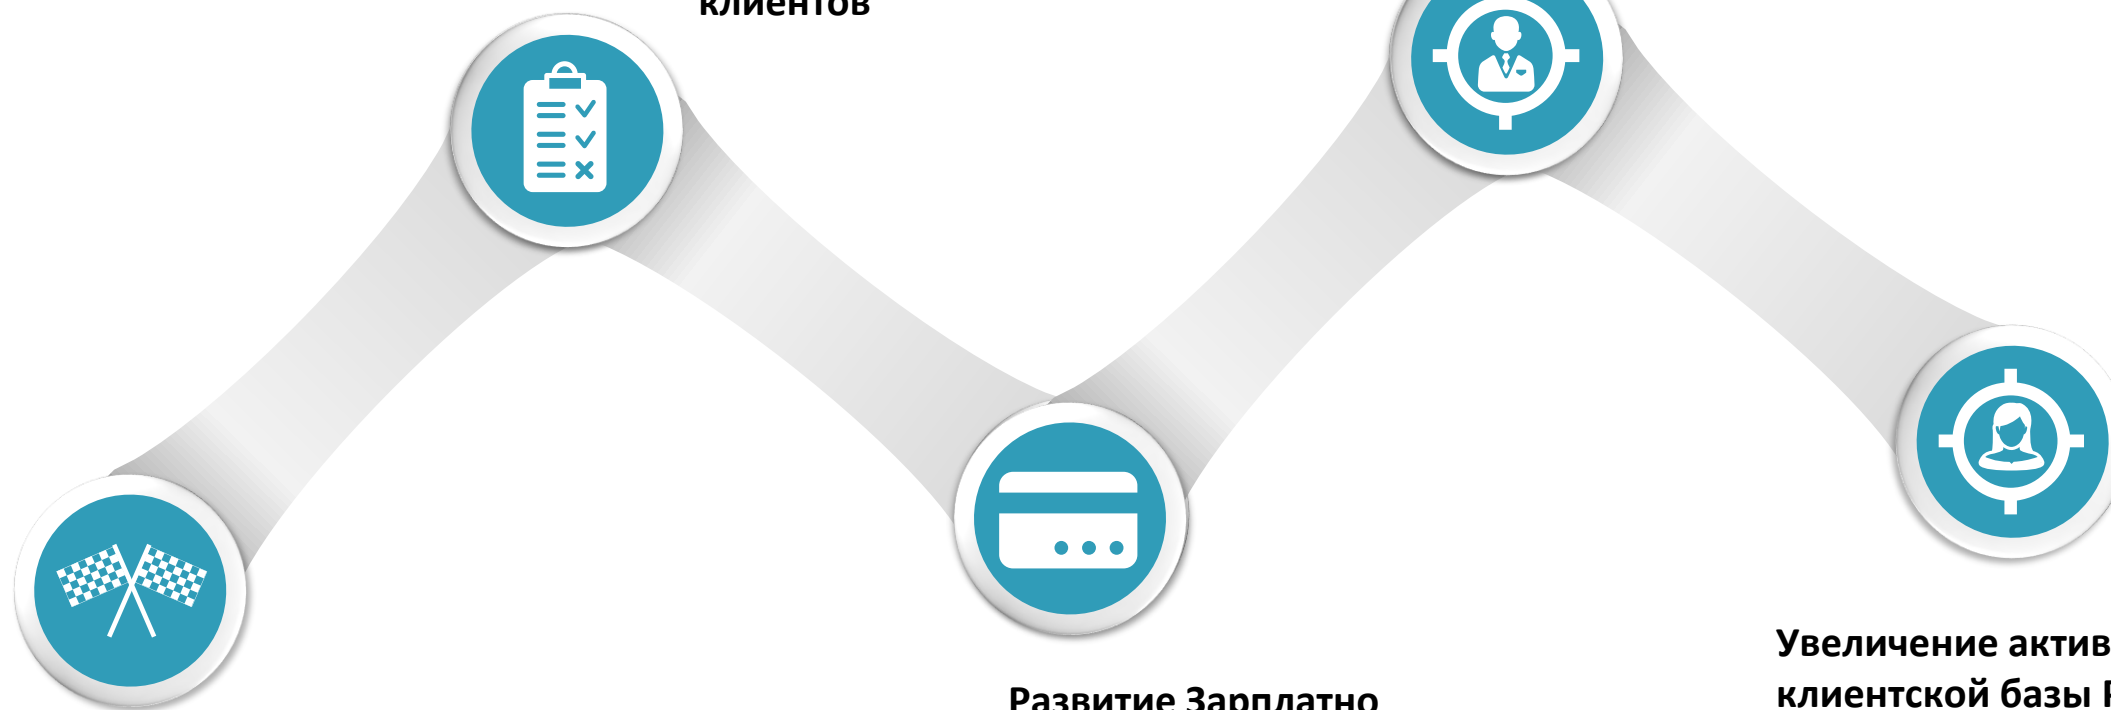 клиентов
Развитие Зарплатно
Увеличение актив
клиентской базы